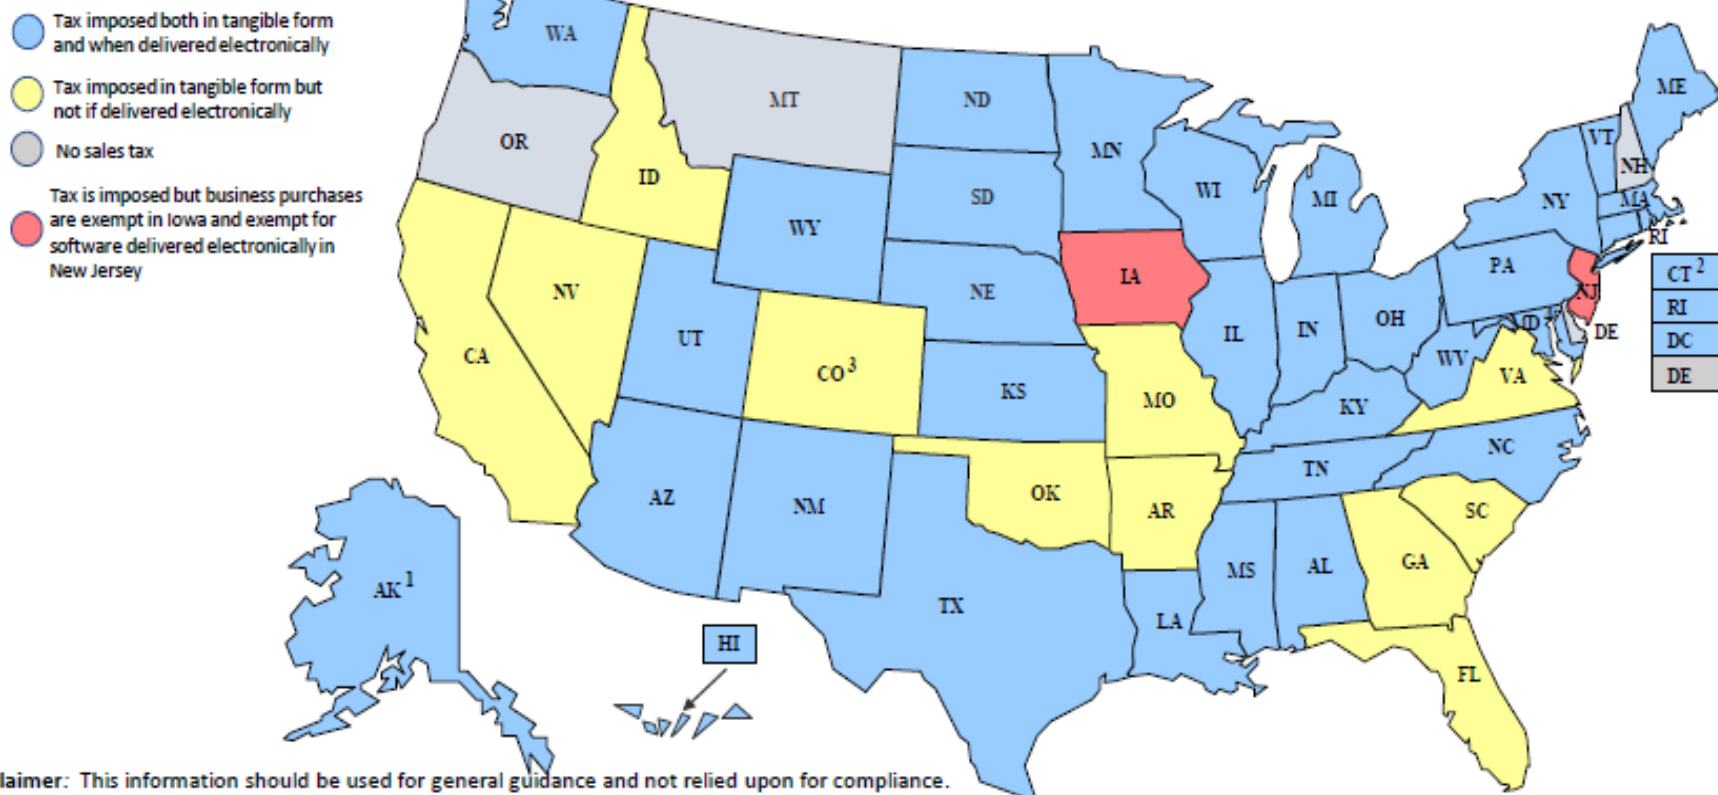 Tax imposed both in tangible form
and when delivered electronically
Tax imposed in tangible form but
not if delivered electronically
No sales tax
Tax is imposed but business purchases
are exempt in Iowa and exempt for
software delivered electronically in
New Jersey
WA
MT
ND
MN
ME
VT
NH
OR
ID
SD
WI
MI
NY
MA
RI
WY
IA
PA
NJ
CT 2
RI
DC
DE
NV
NE
UT
IL
IN
OH
DE
CA
CO 3
KS
MO
WV
VA
KY
NC
TN
AZ
NM
OK
AR
SC
AK 1
TX
LA
MS
AL
GA
FL
HI
laimer: This information should be used for general guidance and not relied upon for compliance.